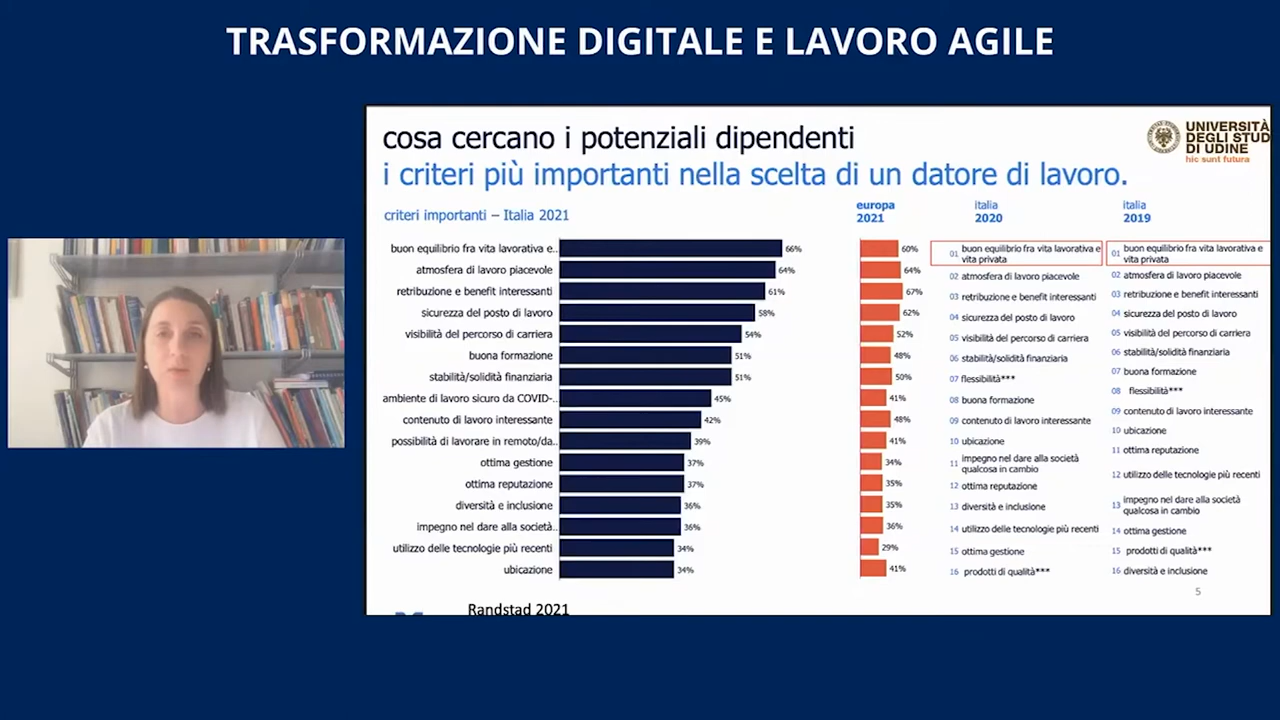 TRASFORMAZIONE DIGITALE E LAVORO AGILE
cosa cercano i potenziali dipendenti
i criteri più importanti nella scelta di un datore di lavoro.
UNIVERSITÀ
DEGLI STUD
DI UDINE
hic sunt futura
criteri importanti – Italia 2021
europa
2021
italia
2020
italia
2019
buon equilibrio fra vita lavorativa e..
66%
atmosfera di lavoro piacevole
64%
retribuzione e benefit interessanti
61%
sicurezza del posto di lavoro
58%
visibilità del percorso di carriera
54%
buona formazione
51%
stabilità/solidità finanziaria
51%
ambiente di lavoro sicuro da COVID-..
45%
contenuto di lavoro interessante
42%
possibilità di lavorare in remoto/da..
39%
ottima gestione
37%
ottima reputazione
37%
diversità e inclusione
36%
impegno nel dare alla società..
36%
utilizzo delle tecnologie più recenti
34%
ubicazione
34%
60%
64%
67%
62%
52%
48%
50%
41%
48%
41%
34%
35%
35%
36%
29%
41%
01 buon equilibrio fra vita lavorativa e
vita privata
02 atmosfera di lavoro piacevole
03 retribuzione e benefit interessanti
04 sicurezza del posto di lavoro
05 visibilità del percorso di carriera
06 stabilità/solidità finanziaria
07 flessibilità***
08 buona formazione
09 contenuto di lavoro interessante
10 ubicazione
11 impegno nel dare alla società
qualcosa in cambio
12 ottima reputazione
13 diversità e inclusione
14 utilizzo delle tecnologie più recenti
15 ottima gestione
16 prodotti di qualità***
01 buon equilibrio fra vita lavorativa e
vita privata
02 atmosfera di lavoro piacevole
03 retribuzione e benefit interessanti
04 sicurezza del posto di lavoro
05 visibilità del percorso di carriera
06 stabilità/solidità finanziaria
07 buona formazione
08 flessibilità***
09 contenuto di lavoro interessante
10 ubicazione
11 ottima reputazione
12 utilizzo delle tecnologie più recenti
13 impegno nel dare alla società
qualcosa in cambio
14 ottima gestione
15 prodotti di qualità***
16 diversità e inclusione
5
Randstad 2021